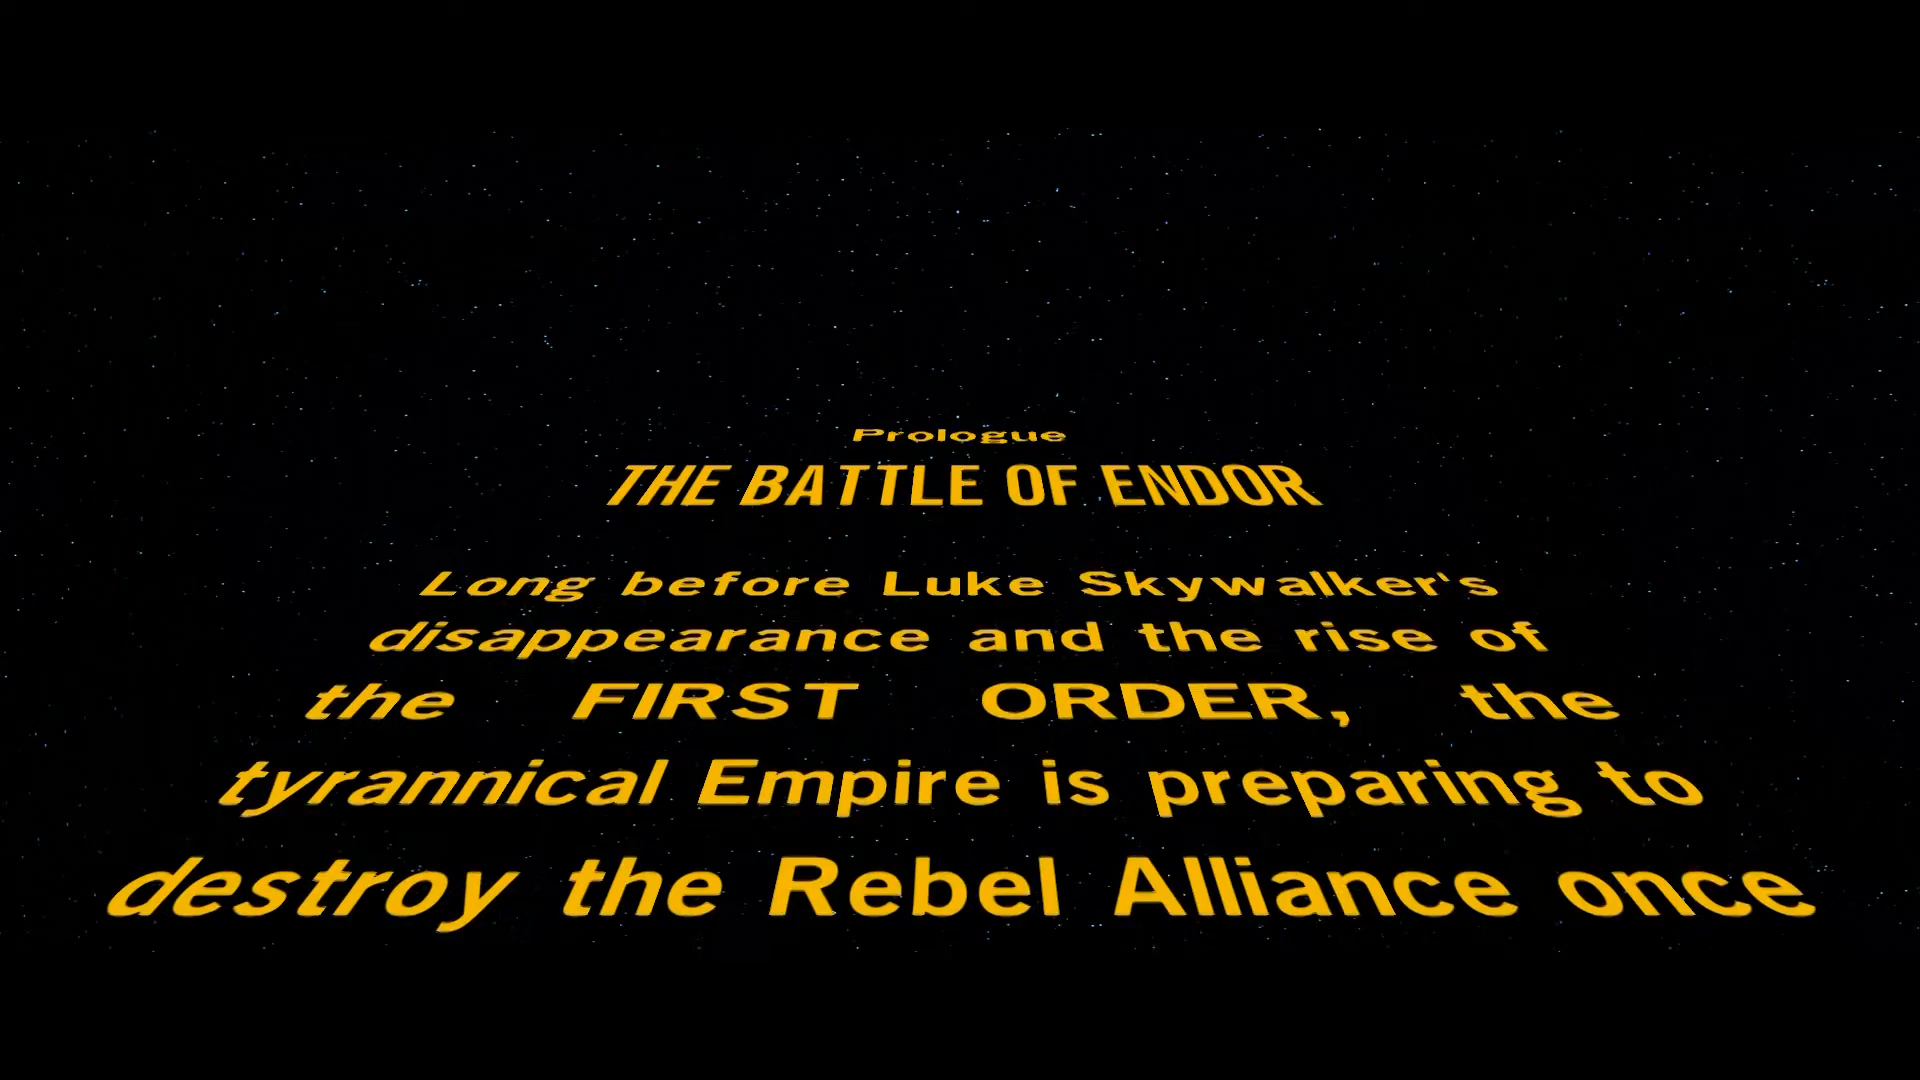 Prologue
THE BATTLE OF ENDOR
Long before Luke Skywalker's
disappearance and the rise of
the FIRST ORDER, the
tyrannical Empire is preparing to
destroy the Rebel Alliance once